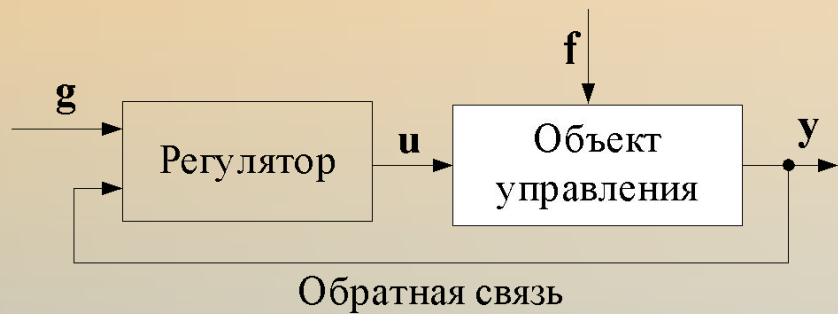 f
g
y
u
Регулятор
Объект
управления
Обратная связь